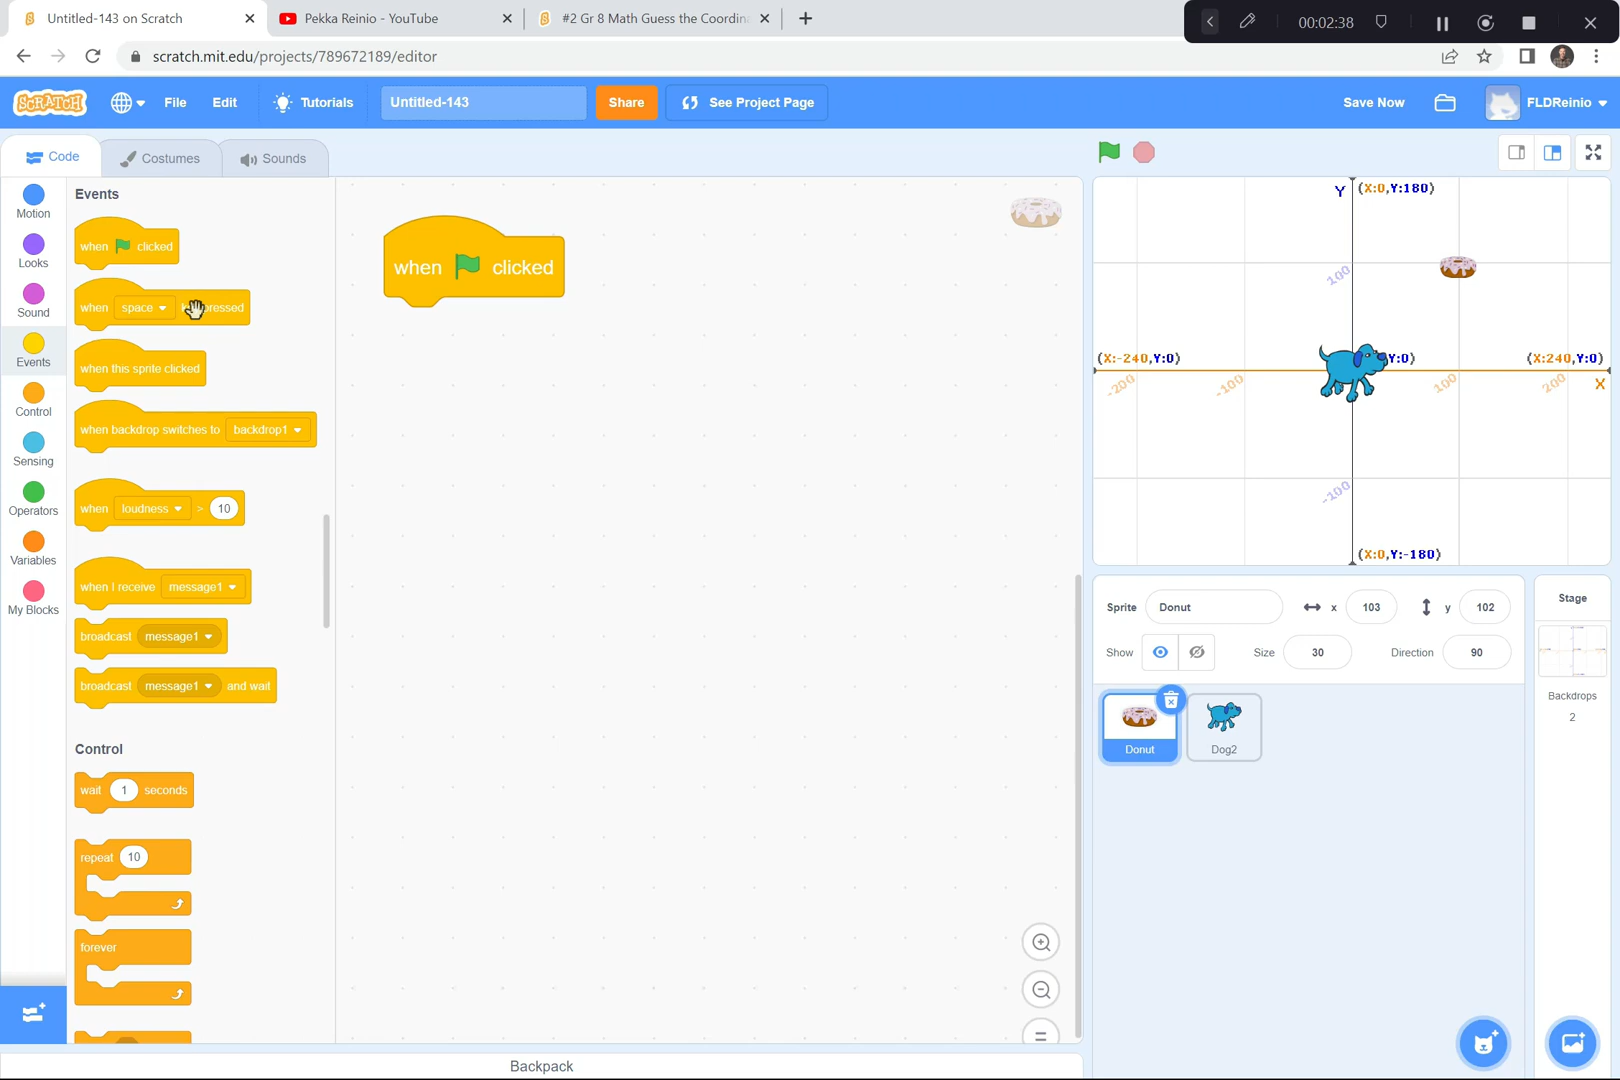 Untitled-143 on Scratch
Pekka Reinio - YouTube
#2 Gr 8 Math Guess the Coordin
00:02:38
scratch.mit.edu/projects/789672189/editor
SCRATCH
File
Edit
Tutorials
Untitled-143
Share
See Project Page
Save Now
FLDReinio
Code
Costumes
Sounds
Motion
Looks
Sound
Events
Control
Sensing
Operators
Variables
My Blocks
Events
when clicked
when space pressed
when this sprite clicked
when backdrop switches to backdrop1
when loudness > 10
when I receive message1
broadcast message1
broadcast message1 and wait
Control
wait 1 seconds
repeat 10
forever
when clicked
Y (X:0,Y:180)
100
(X:-240,Y:0)
Y:0)
(X:240,Y:0)
-200
-100
100
200
X
-100
(X:0,Y:-180)
Sprite
Donut
x 103
y 102
Show
Size 30
Direction 90
Donut
Dog2
Stage
Backdrops
2
Backpack